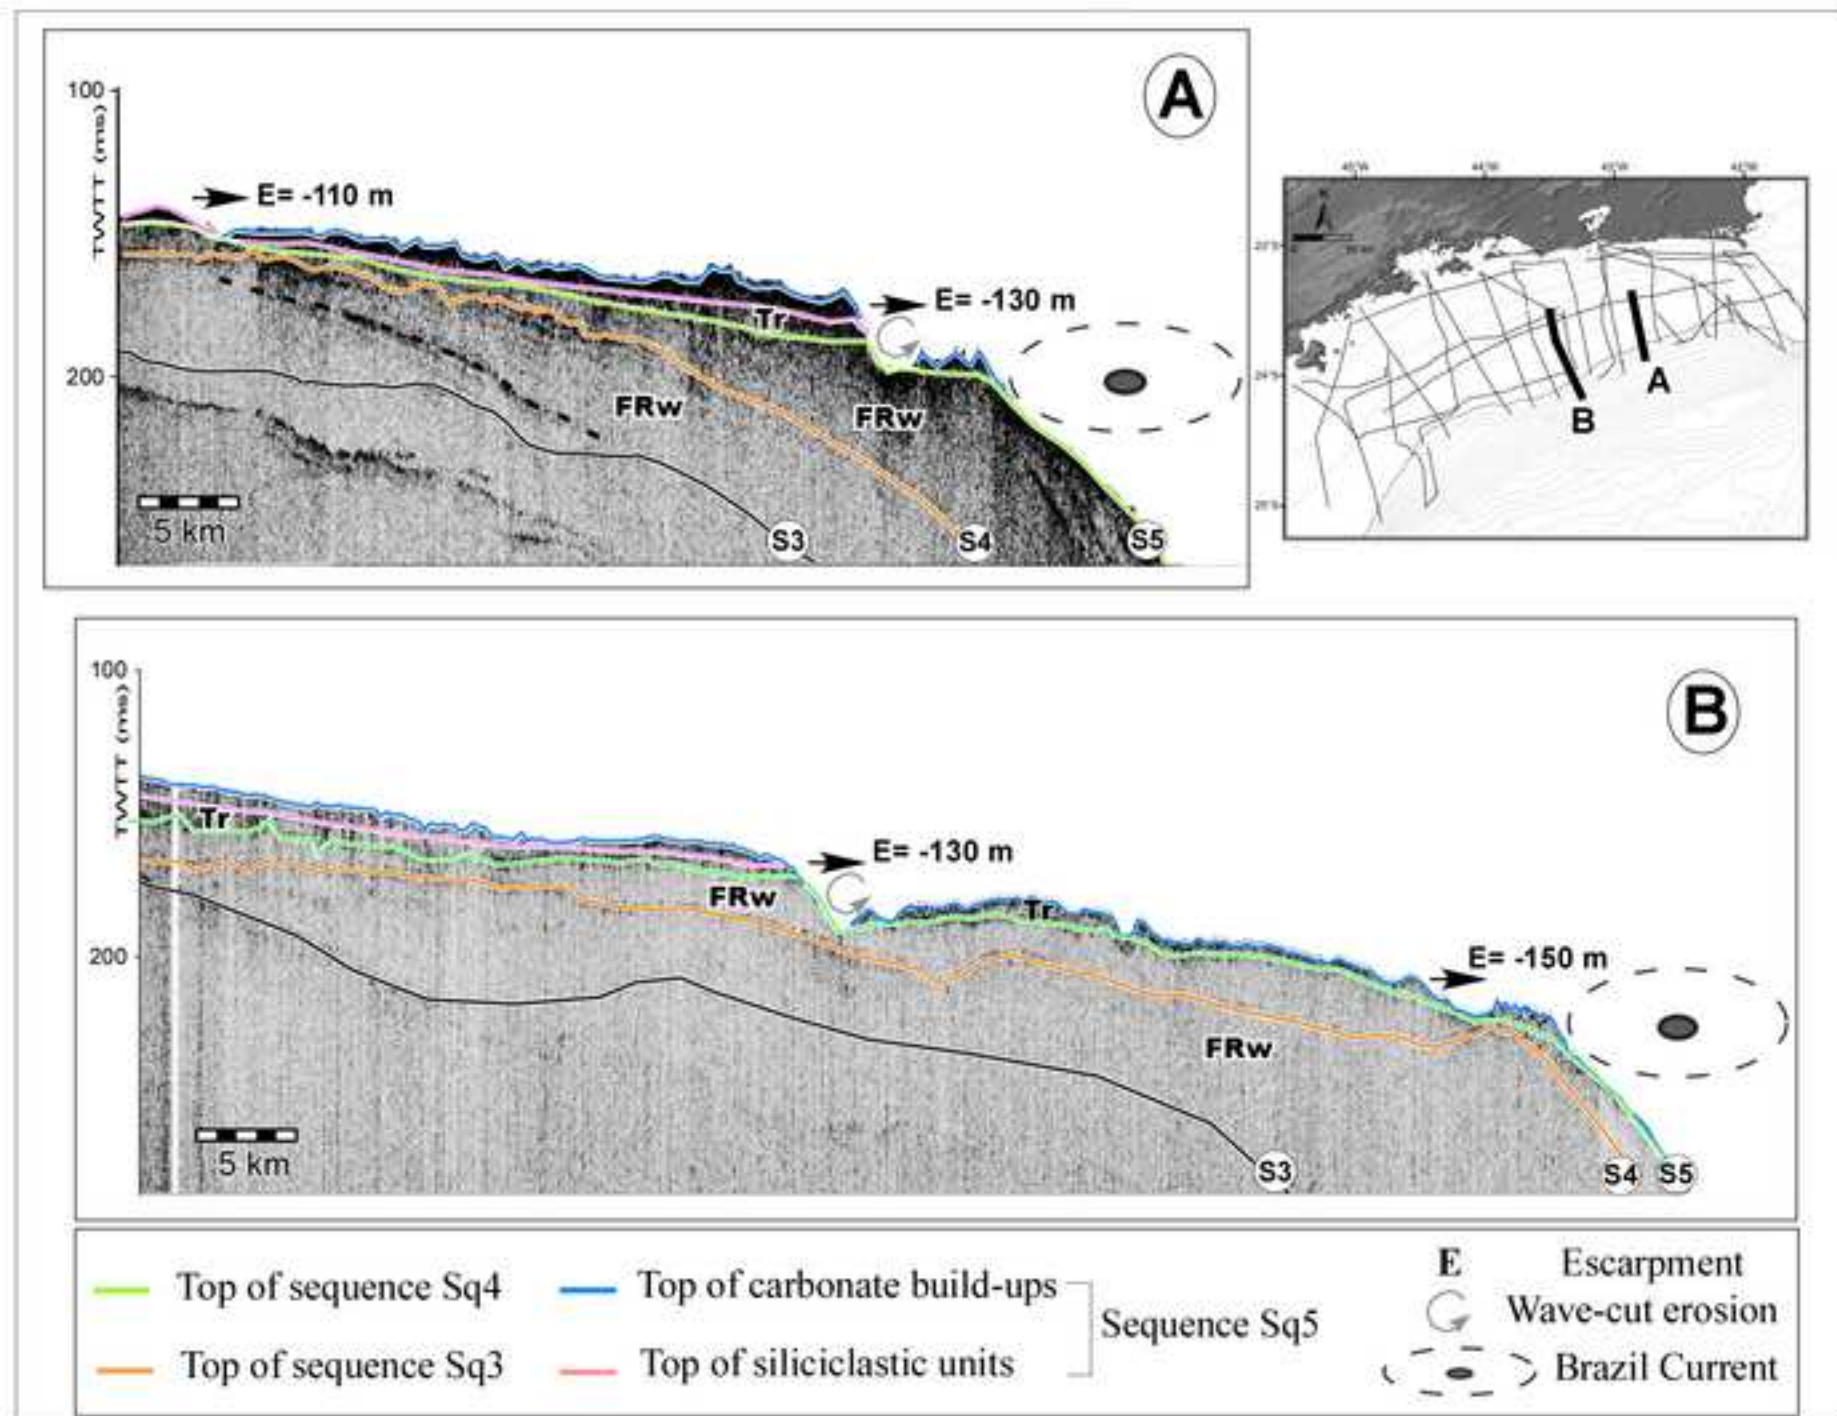 A
100
TWTT (ms)
E= -110 m
E= -130 m
Tr
200
FRw
FRw
5 km
S3
S4
S5
N
A
B
B
100
TWTT (ms)
Tr
E= -130 m
FRw
Tr
200
E= -150 m
FRw
5 km
S3
S4
S5
Top of sequence Sq4
Top of carbonate build-ups
Top of sequence Sq3
Top of siliciclastic units
Sequence Sq5
E Escarpment
Wave-cut erosion
Brazil Current